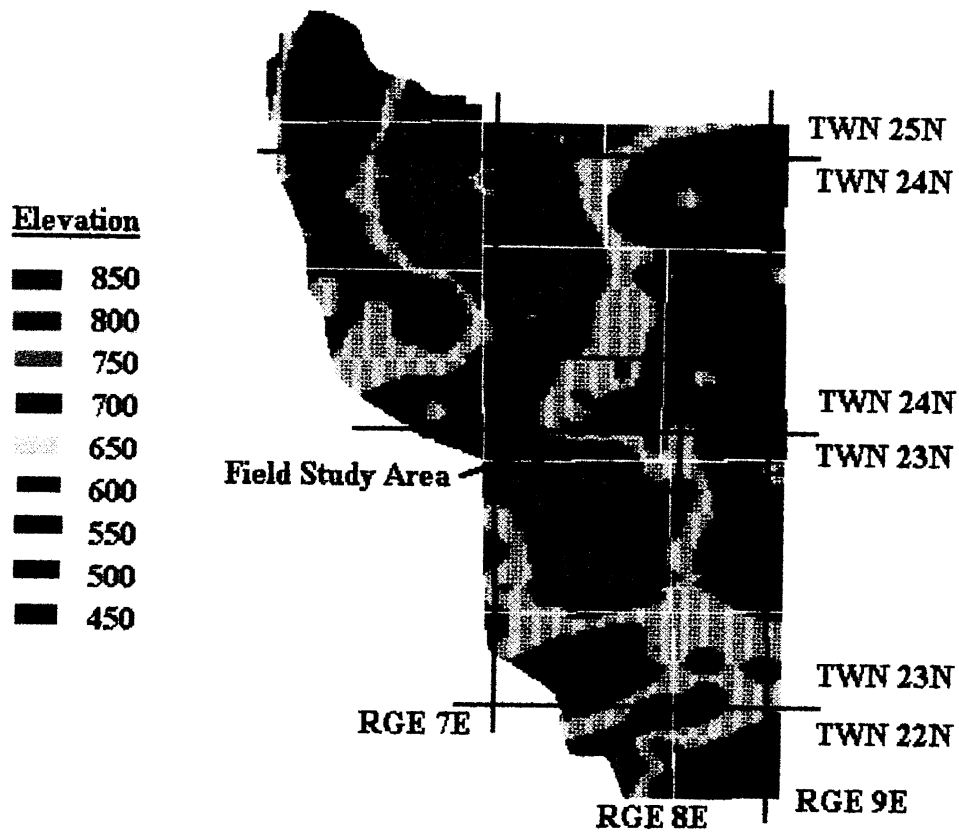 TWN 25N
TWN 24N
Elevation
850
800
750
700
650
600
550
500
450
TWN 24N
TWN 23N
Field Study Area
TWN 23N
RGE 7E
TWN 22N
RGE 8E
RGE 9E